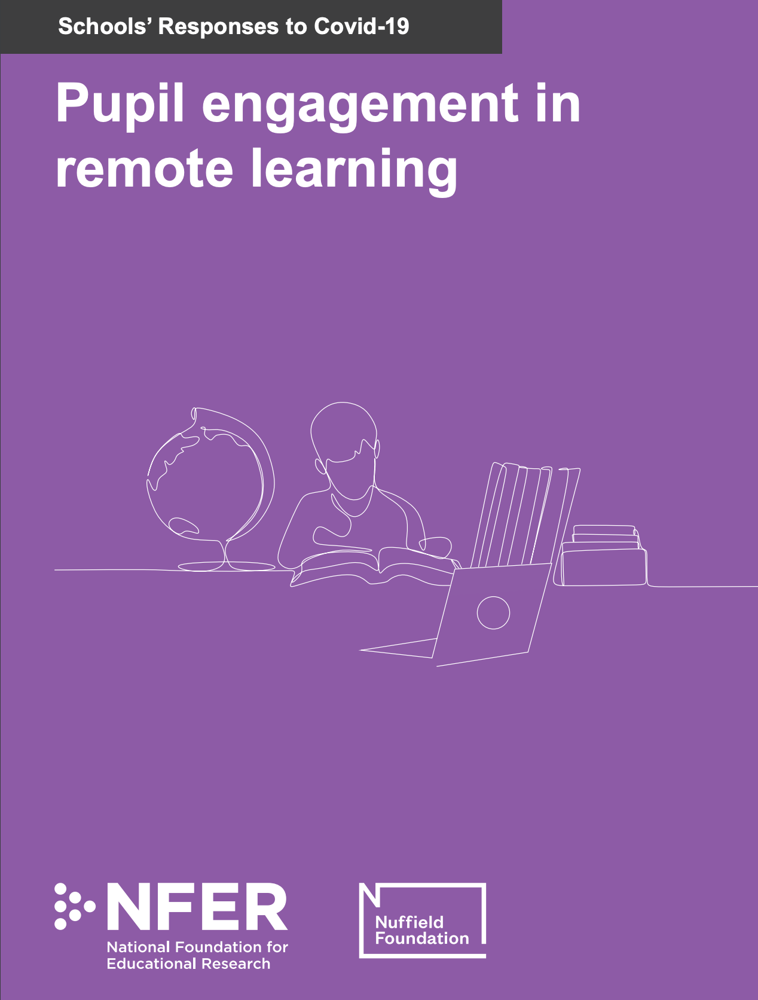 Schools’ Responses to Covid-19
Pupil engagement in
remote learning
NFER
National Foundation for
Educational Research
N
Nuffield
Foundation